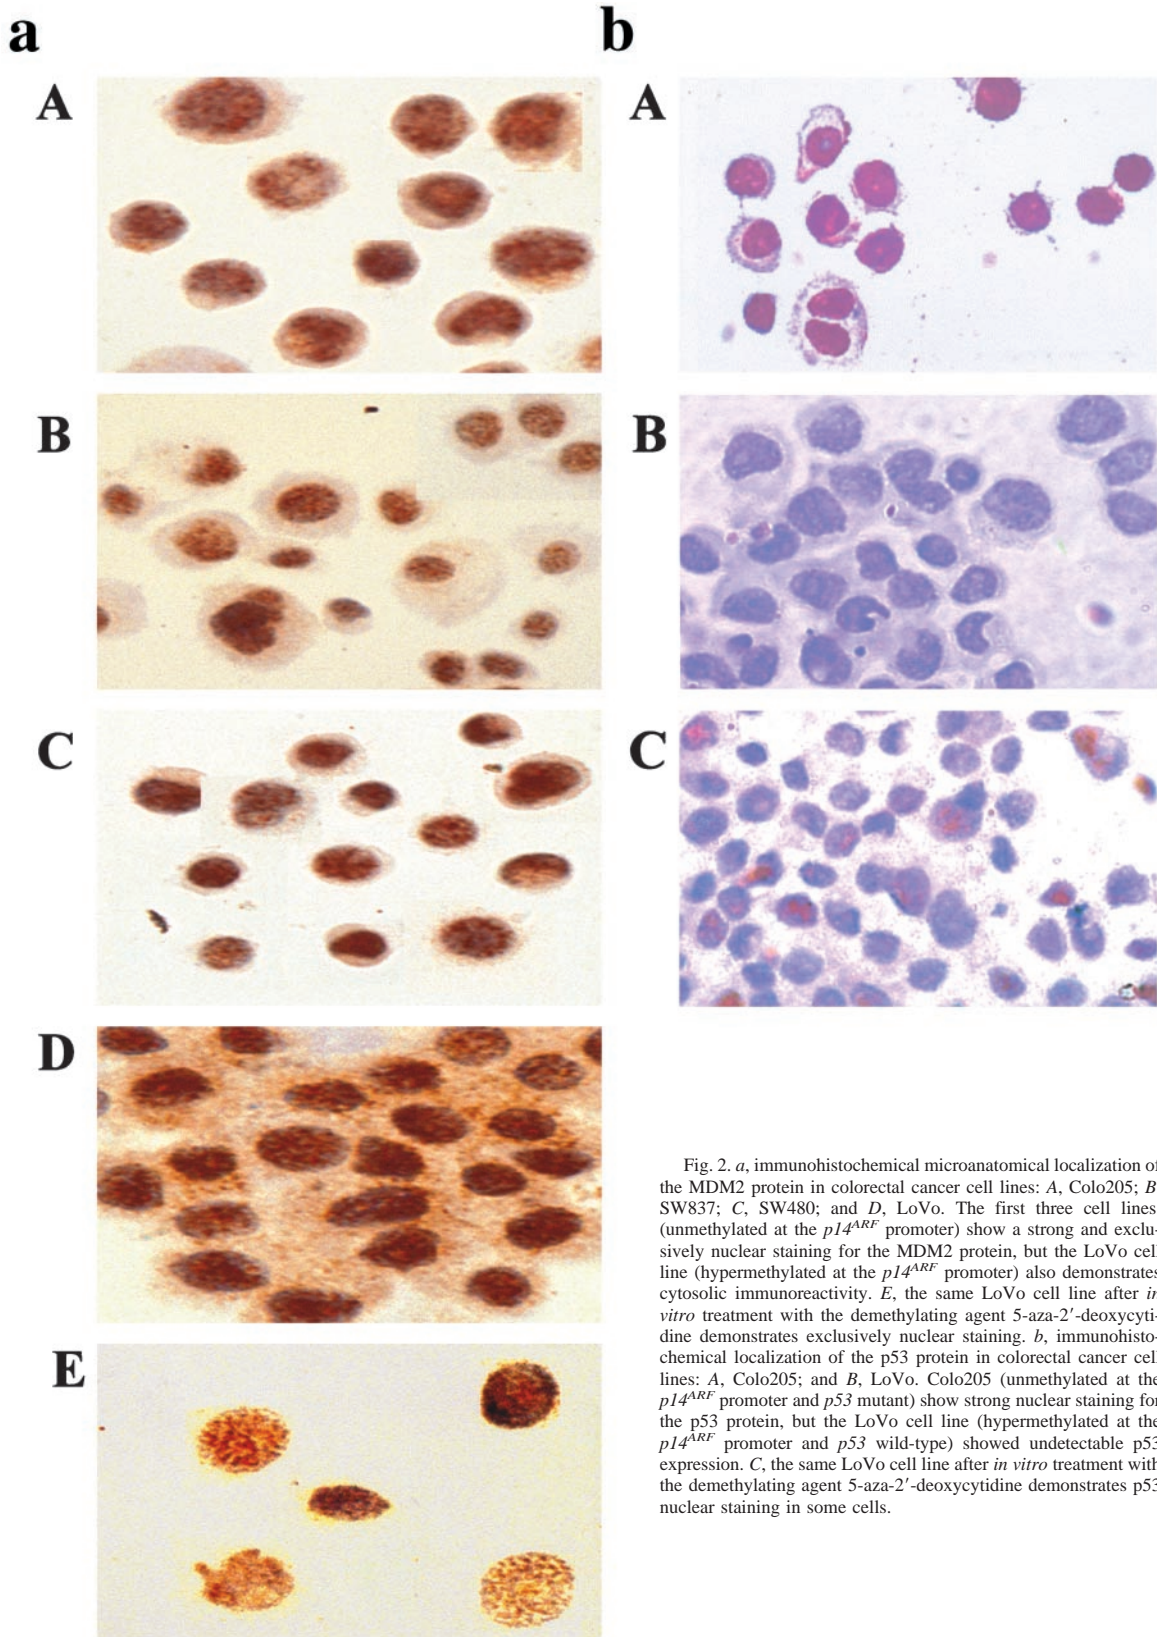 a
b
A
A
B
B
C
C
D
E
Fig. 2. a, immunohistochemical microanatomical localization of
the MDM2 protein in colorectal cancer cell lines: A, Colo205; B
SW837; C, SW480; and D, LoVo. The first three cell lines
(unmethylated at the p14ARF promoter) show a strong and exclu-
sively nuclear staining for the MDM2 protein, but the LoVo cell
line (hypermethylated at the p14ARF promoter) also demonstrates
cytosolic immunoreactivity. E, the same LoVo cell line after in
vitro treatment with the demethylating agent 5-aza-2′-deoxycyti-
dine demonstrates exclusively nuclear staining. b, immunohisto-
chemical localization of the p53 protein in colorectal cancer cell
lines: A, Colo205; and B, LoVo. Colo205 (unmethylated at the
p14ARF promoter and p53 mutant) show strong nuclear staining for
the p53 protein, but the LoVo cell line (hypermethylated at the
p14ARF promoter and p53 wild-type) showed undetectable p53
expression. C, the same LoVo cell line after in vitro treatment with
the demethylating agent 5-aza-2′-deoxycytidine demonstrates p53
nuclear staining in some cells.